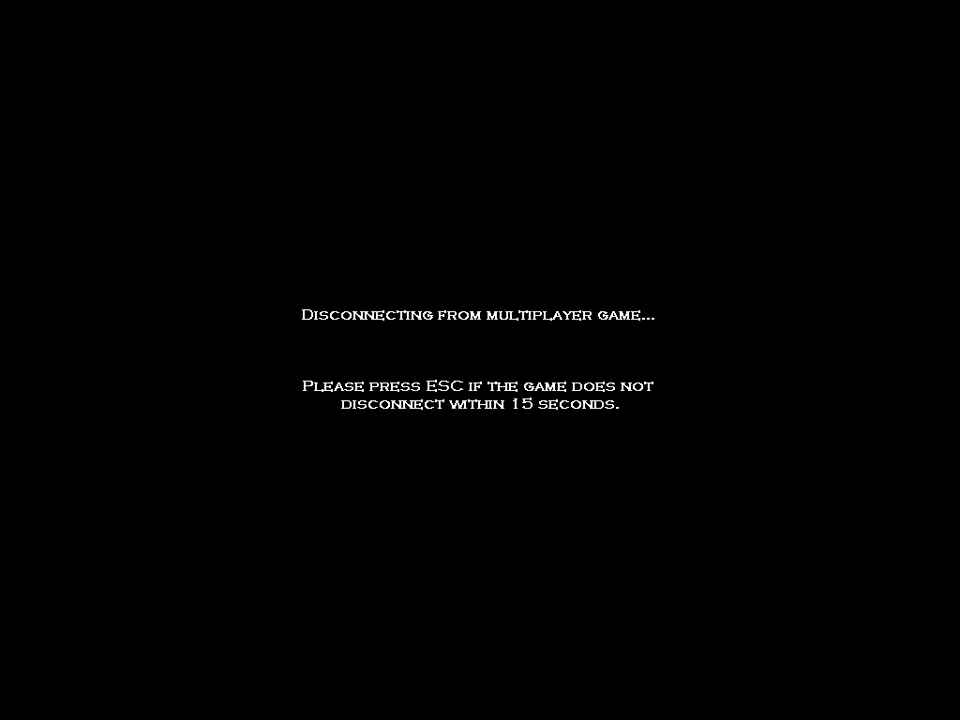 Disconnecting from multiplayer game...
Please press ESC if the game does not
disconnect within 15 seconds.